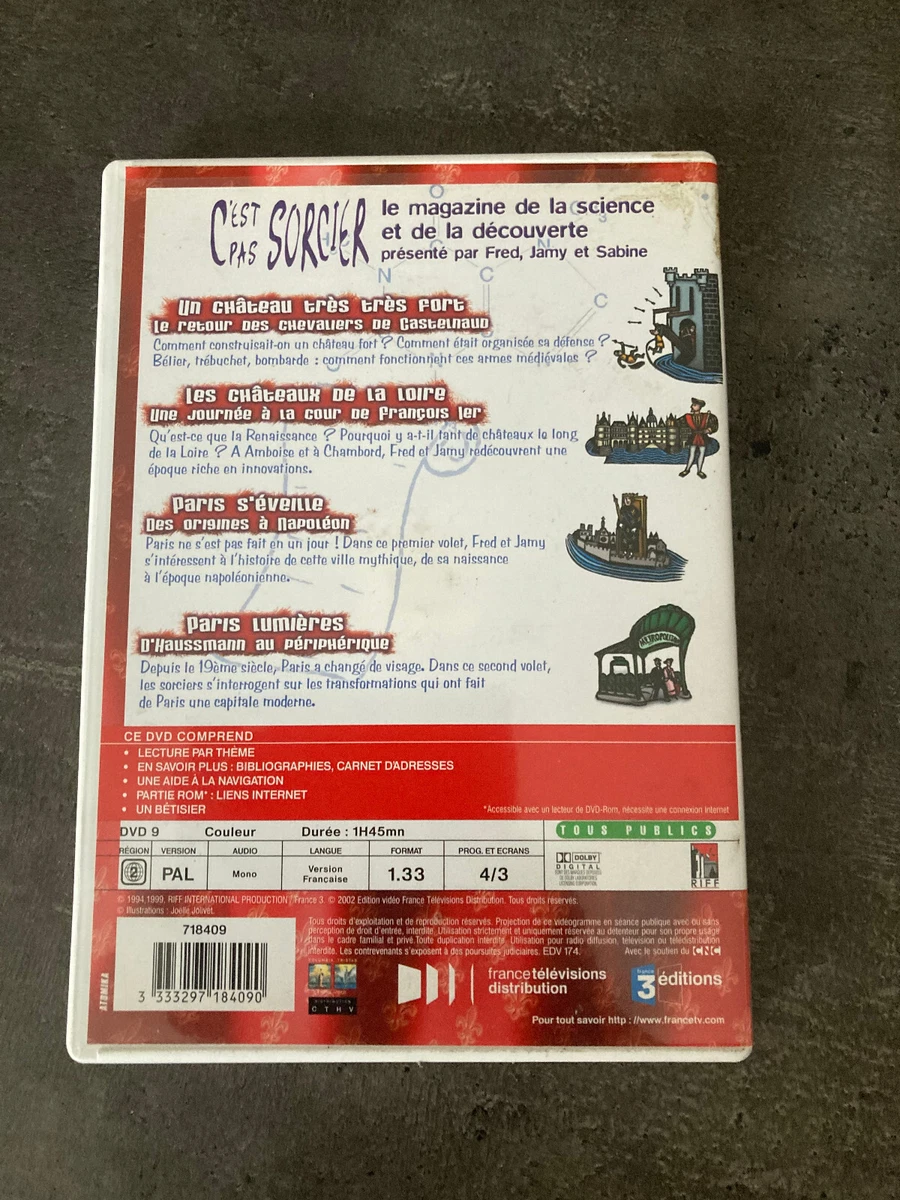 C'EST PAS SORCIER
le magazine de la science
et de la découverte
présenté par Fred, Jamy et Sabine
Un château très très fort
Le retour des chevaliers de Castelnaud
Comment construisait-on un château fort ? Comment était organisée sa défense ?
Bélier, trébuchet, bombarde : comment fonctionnent ces armes médiévales ?
Les châteaux de la Loire
Une journée à la cour de François Ier
Qu'est-ce que la Renaissance ? Pourquoi y a-t-il tant de châteaux le long
de la Loire ? A Amboise et à Chambord, Fred et Jamy redécouvrent une
époque riche en innovations.
Paris s'éveille
Des origines à Napoléon
Paris ne s'est pas fait en un jour ! Dans ce premier volet, Fred et Jamy
s'intéressent à l'histoire de cette ville mythique, de sa naissance
à l'époque napoléonienne.
METROPOLITAIN
Paris lumières
D'Haussmann au périphérique
Depuis le 19ème siècle, Paris a changé de visage. Dans ce second volet,
les sorciers s'interrogent sur les transformations qui ont fait
de Paris une capitale moderne.
CE DVD COMPREND
• LECTURE PAR THÈME
• EN SAVOIR PLUS : BIBLIOGRAPHIES, CARNET D'ADRESSES
• UNE AIDE À LA NAVIGATION
• PARTIE ROM* : LIENS INTERNET
• UN BÊTISIER
*Accessible avec un lecteur de DVD-Rom, nécessite une connexion Internet
DVD 9 Couleur Durée : 1H45mn
TOUS PUBLICS
RÉGION VERSION AUDIO LANGUE FORMAT PROG. ET ECRANS
2 PAL Mono Version Française 1.33 4/3
DOLBY
DIGITAL
RIFF
© 1994,1999, RIFF INTERNATIONAL PRODUCTION / France 3. © 2002 Edition vidéo France Télévisions Distribution. Tous droits réservés.
© Illustrations : Joëlle Jolivet.
Tous droits d'exploitation et de reproduction réservés. Projection de ce vidéogramme en séance publique avec ou sans
perception de droit d'entrée, interdite. Utilisation strictement et uniquement réservée au détenteur pour son propre usage
dans le cadre familial et privé. Toute duplication interdite. Utilisation pour radio diffusion, télévision ou télédistribution
interdite. Les contrevenants s'exposent à des poursuites judiciaires. EDV 174.
Avec le soutien du CNC
718409
3 333297 184090
ATOMIKA
COLUMBIA TRISTAR
DISTRIBUTION
CTHV
france télévisions
distribution
france 3 éditions
Pour tout savoir http : //www.francetv.com